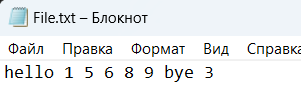 File.txt – Блокнот
Файл Правка Формат Вид Справка
hello 1 5 6 8 9 bye 3